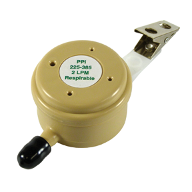 PPI
225-385
2 LPM
Respirable